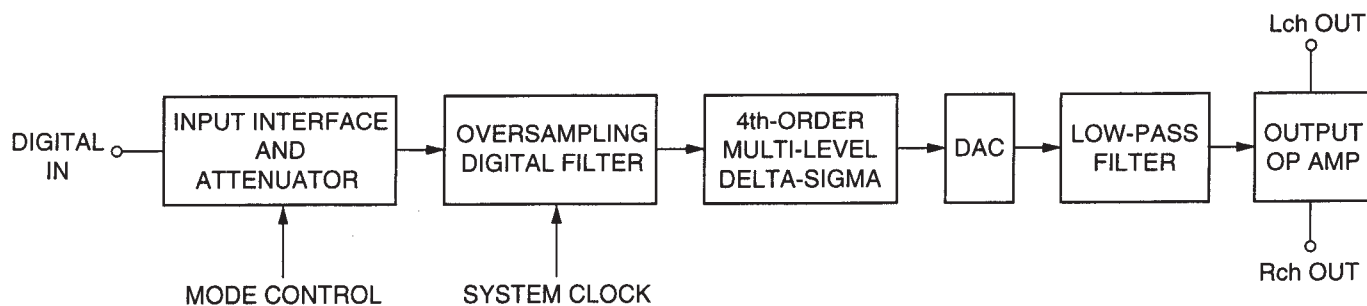 Lch OUT
DIGITAL
IN
INPUT INTERFACE
AND
ATTENUATOR
OVERSAMPLING
DIGITAL FILTER
4th-ORDER
MULTI-LEVEL
DELTA-SIGMA
DAC
LOW-PASS
FILTER
OUTPUT
OP AMP
MODE CONTROL
SYSTEM CLOCK
Rch OUT